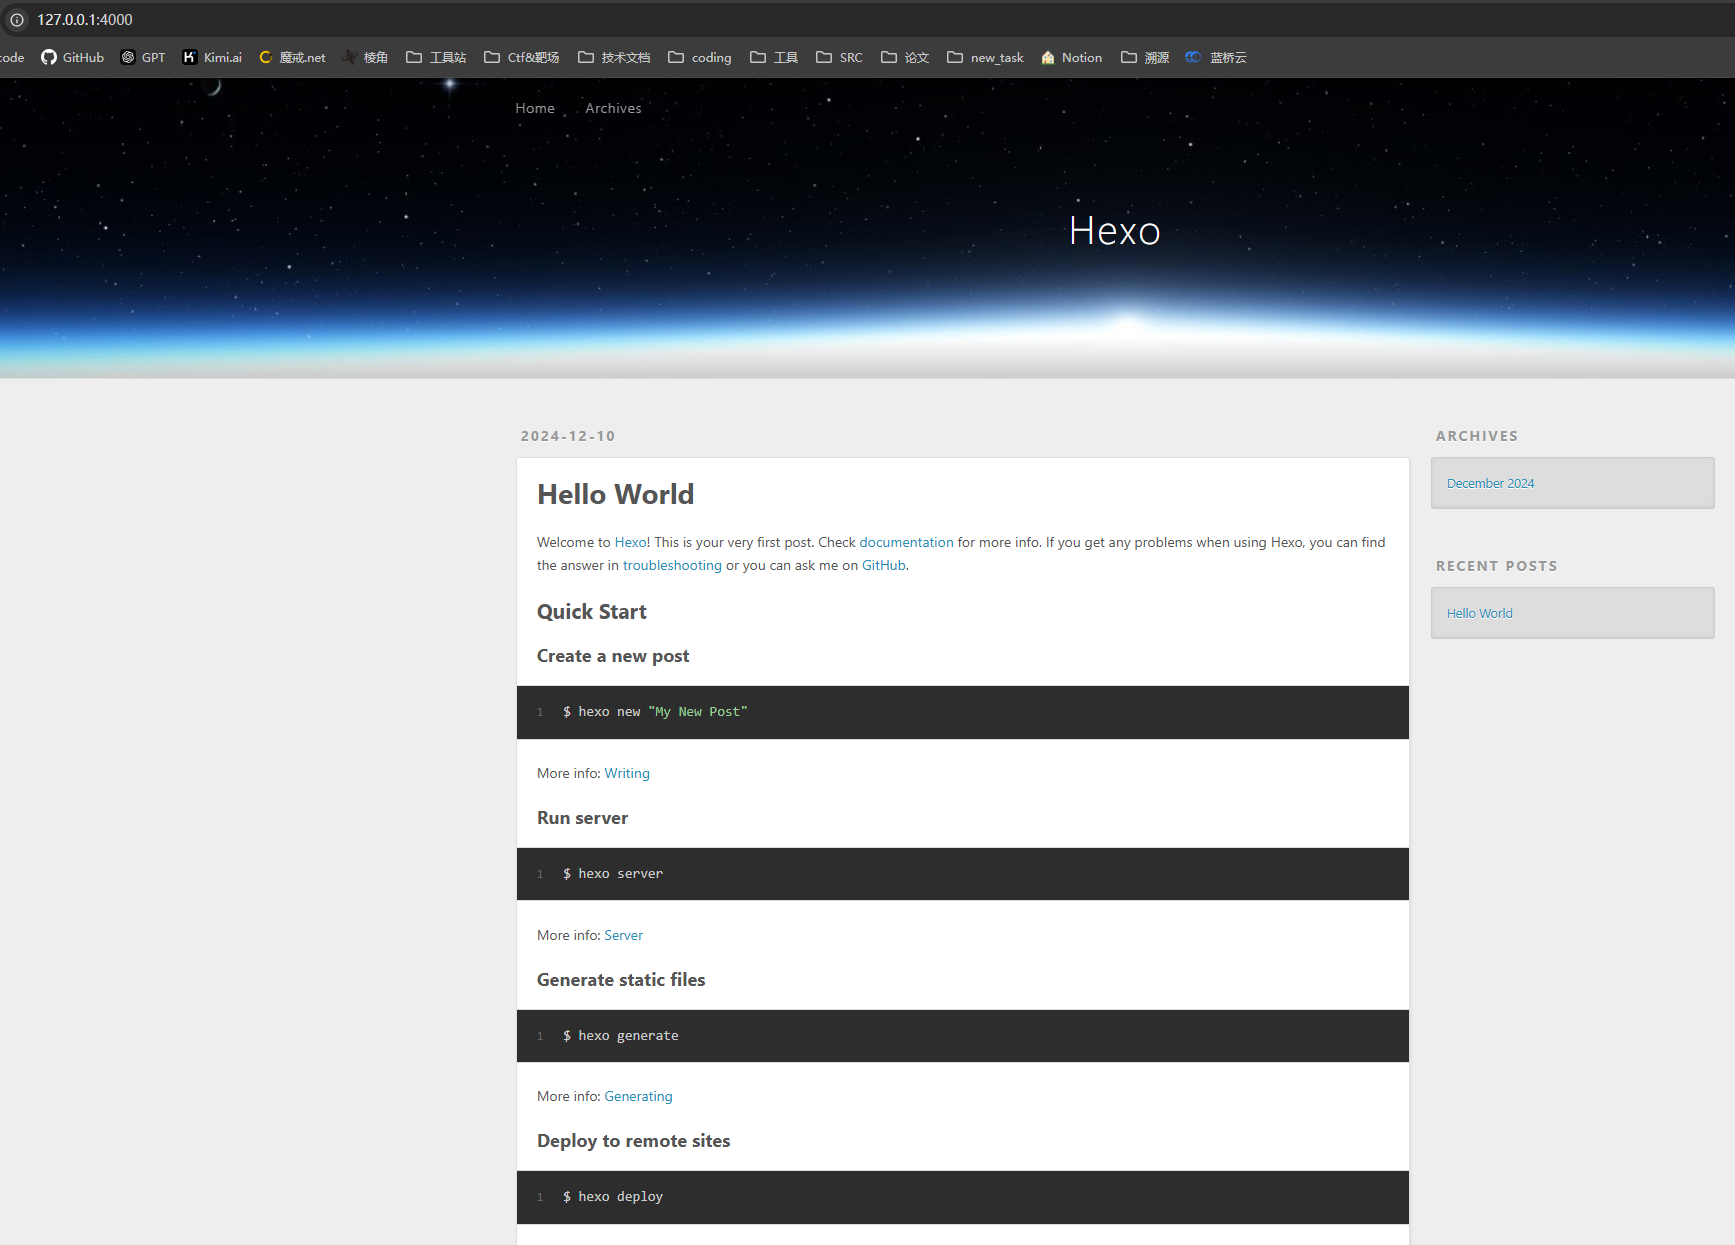 127.0.0.1:4000
code GitHub GPT Kimi.ai 魔戒.net 棱角 工具站 Ctf&靶场 技术文档 coding 工具 SRC 论文 new_task Notion 溯源 蓝桥云
Home Archives
Hexo
2024-12-10
Hello World
Welcome to Hexo! This is your very first post. Check documentation for more info. If you get any problems when using Hexo, you can find
the answer in troubleshooting or you can ask me on GitHub.
Quick Start
Create a new post
1 $ hexo new "My New Post"
More info: Writing
Run server
1 $ hexo server
More info: Server
Generate static files
1 $ hexo generate
More info: Generating
Deploy to remote sites
1 $ hexo deploy
ARCHIVES
December 2024
RECENT POSTS
Hello World